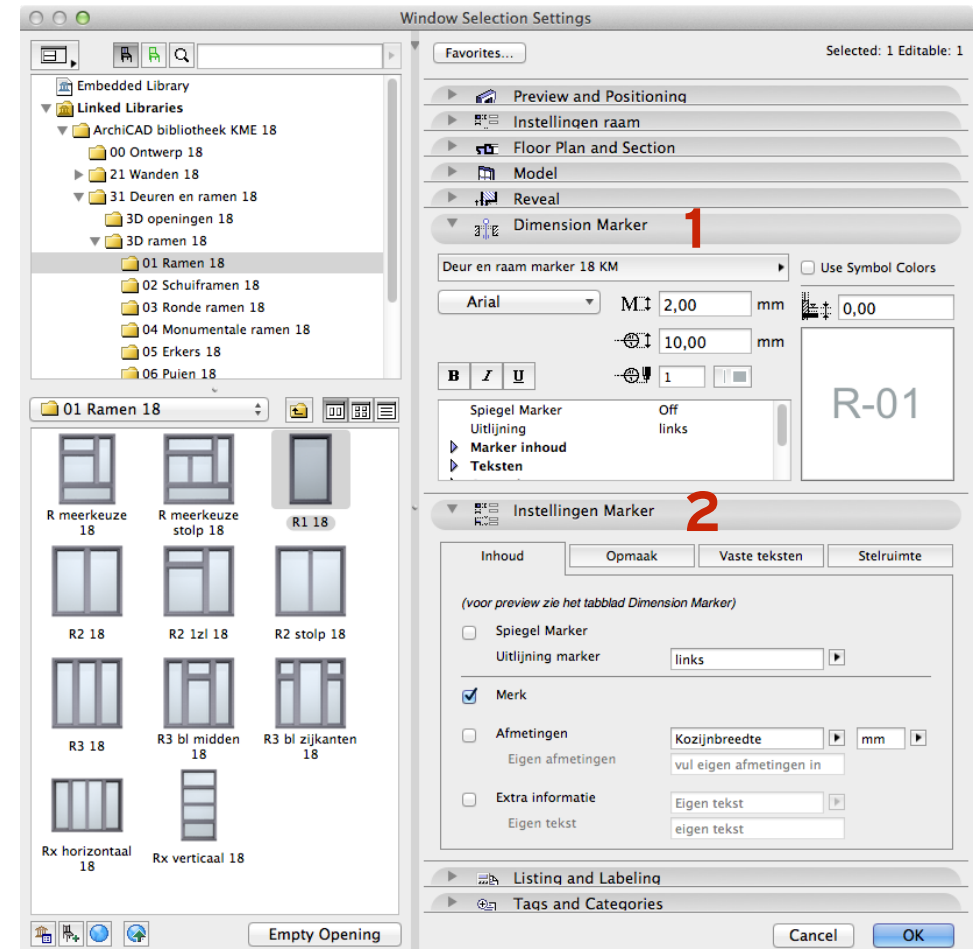 Window Selection Settings
Favorites...
Selected: 1 Editable: 1
Embedded Library
Linked Libraries
ArchiCAD bibliotheek KME 18
00 Ontwerp 18
21 Wanden 18
31 Deuren en ramen 18
3D openingen 18
3D ramen 18
01 Ramen 18
02 Schuiframen 18
03 Ronde ramen 18
04 Monumentale ramen 18
05 Erkers 18
06 Puien 18
01 Ramen 18
R meerkeuze
18
R meerkeuze
stolp 18
R1 18
R2 18
R2 1zl 18
R2 stolp 18
R3 18
R3 bl midden
18
R3 bl zijkanten
18
Rx horizontaal
18
Rx verticaal 18
Empty Opening
Preview and Positioning
Instellingen raam
Floor Plan and Section
Model
Reveal
Dimension Marker
1
Deur en raam marker 18 KM
Use Symbol Colors
Arial
M
2,00
mm
0,00
10,00
mm
B I U
1
Spiegel Marker Off
Uitlijning links
Marker inhoud
Teksten
R-01
Instellingen Marker
2
Inhoud
Opmaak
Vaste teksten
Stelruimte
(voor preview zie het tabblad Dimension Marker)
Spiegel Marker
Uitlijning marker
links
Merk
Afmetingen
Kozijnbreedte
mm
Eigen afmetingen
vul eigen afmetingen in
Extra informatie
Eigen tekst
Eigen tekst
eigen tekst
Listing and Labeling
Tags and Categories
Cancel
OK